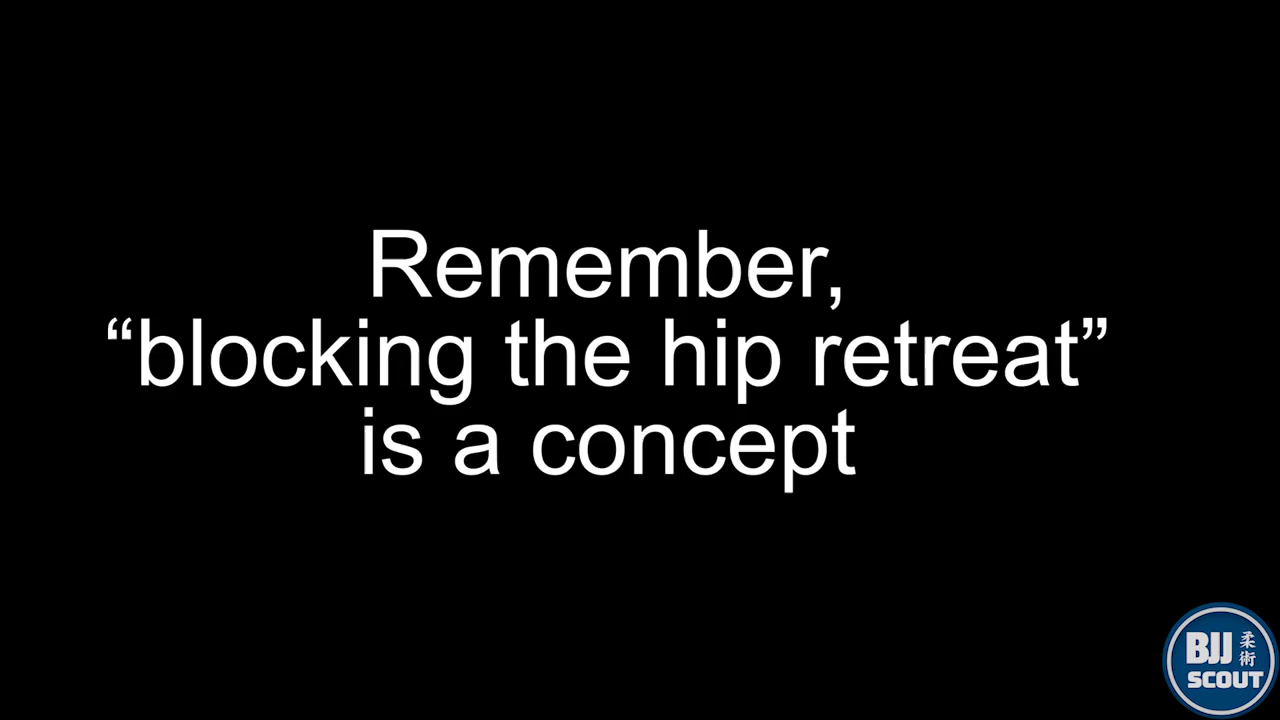 Remember,
“blocking the hip retreat”
is a concept
BJJ 柔術
SCOUT